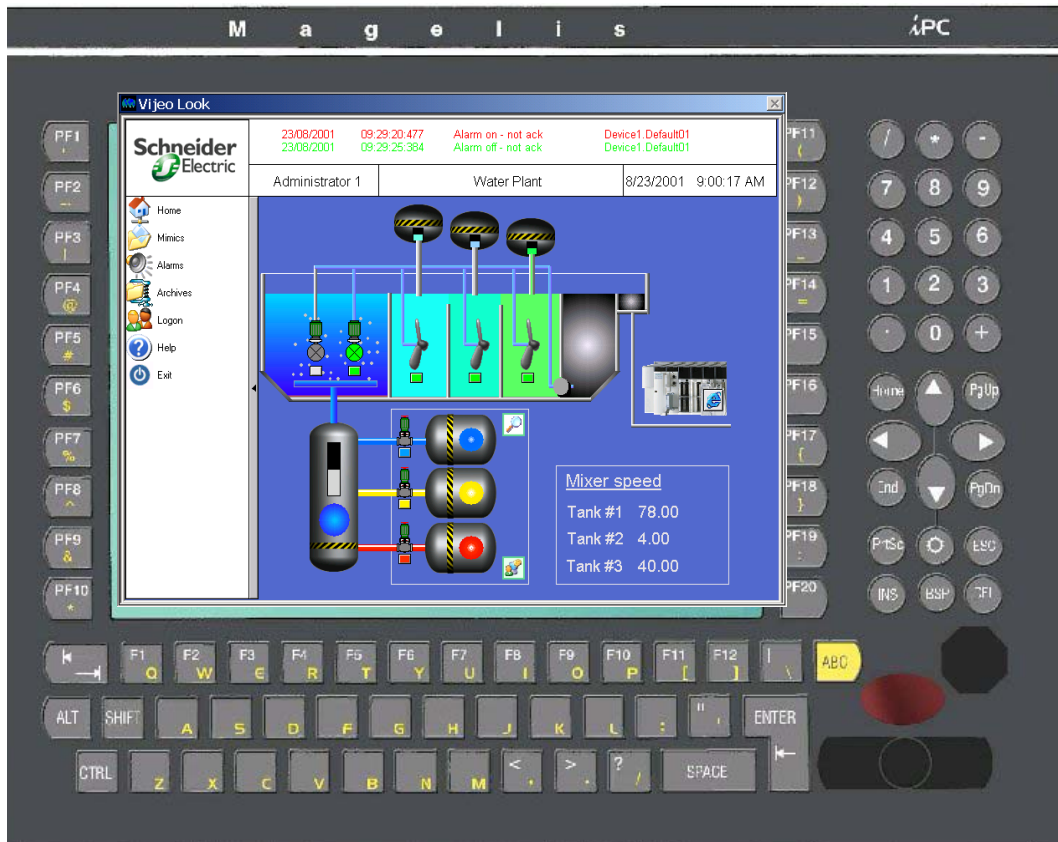 Magelis iPC
Vijeo Look
Schneider
Electric
23/08/2001 09:29:20:477 Alarm on - not ack Device1.Default01
23/08/2001 09:29:25:384 Alarm off - not ack Device1.Default01
Administrator 1 Water Plant 8/23/2001 9:00:17 AM
Home
Mimics
Alarms
Archives
Logon
Help
Exit
Mixer speed
Tank #1 78.00
Tank #2 4.00
Tank #3 40.00
PF1
PF2
PF3
PF4 @
PF5 #
PF6 $
PF7 %
PF8 ^
PF9 &
PF10 *
PF11 (
PF12 )
PF13 _
PF14 =
PF15
PF16
PF17 {
PF18 }
PF19 :
PF20
/ * -
7 8 9
4 5 6
1 2 3
. 0 +
Home PgUp
End PgDn
PrtSc ESC
INS BSP
F1 Q F2 W F3 E F4 R F5 T F6 Y F7 U F8 I F9 O F10 P F11 [ F12 ] | \ ABC
ALT SHIFT A S D F G H J K L : " , ENTER
CTRL Z X C V B N M < , > . ? / SPACE